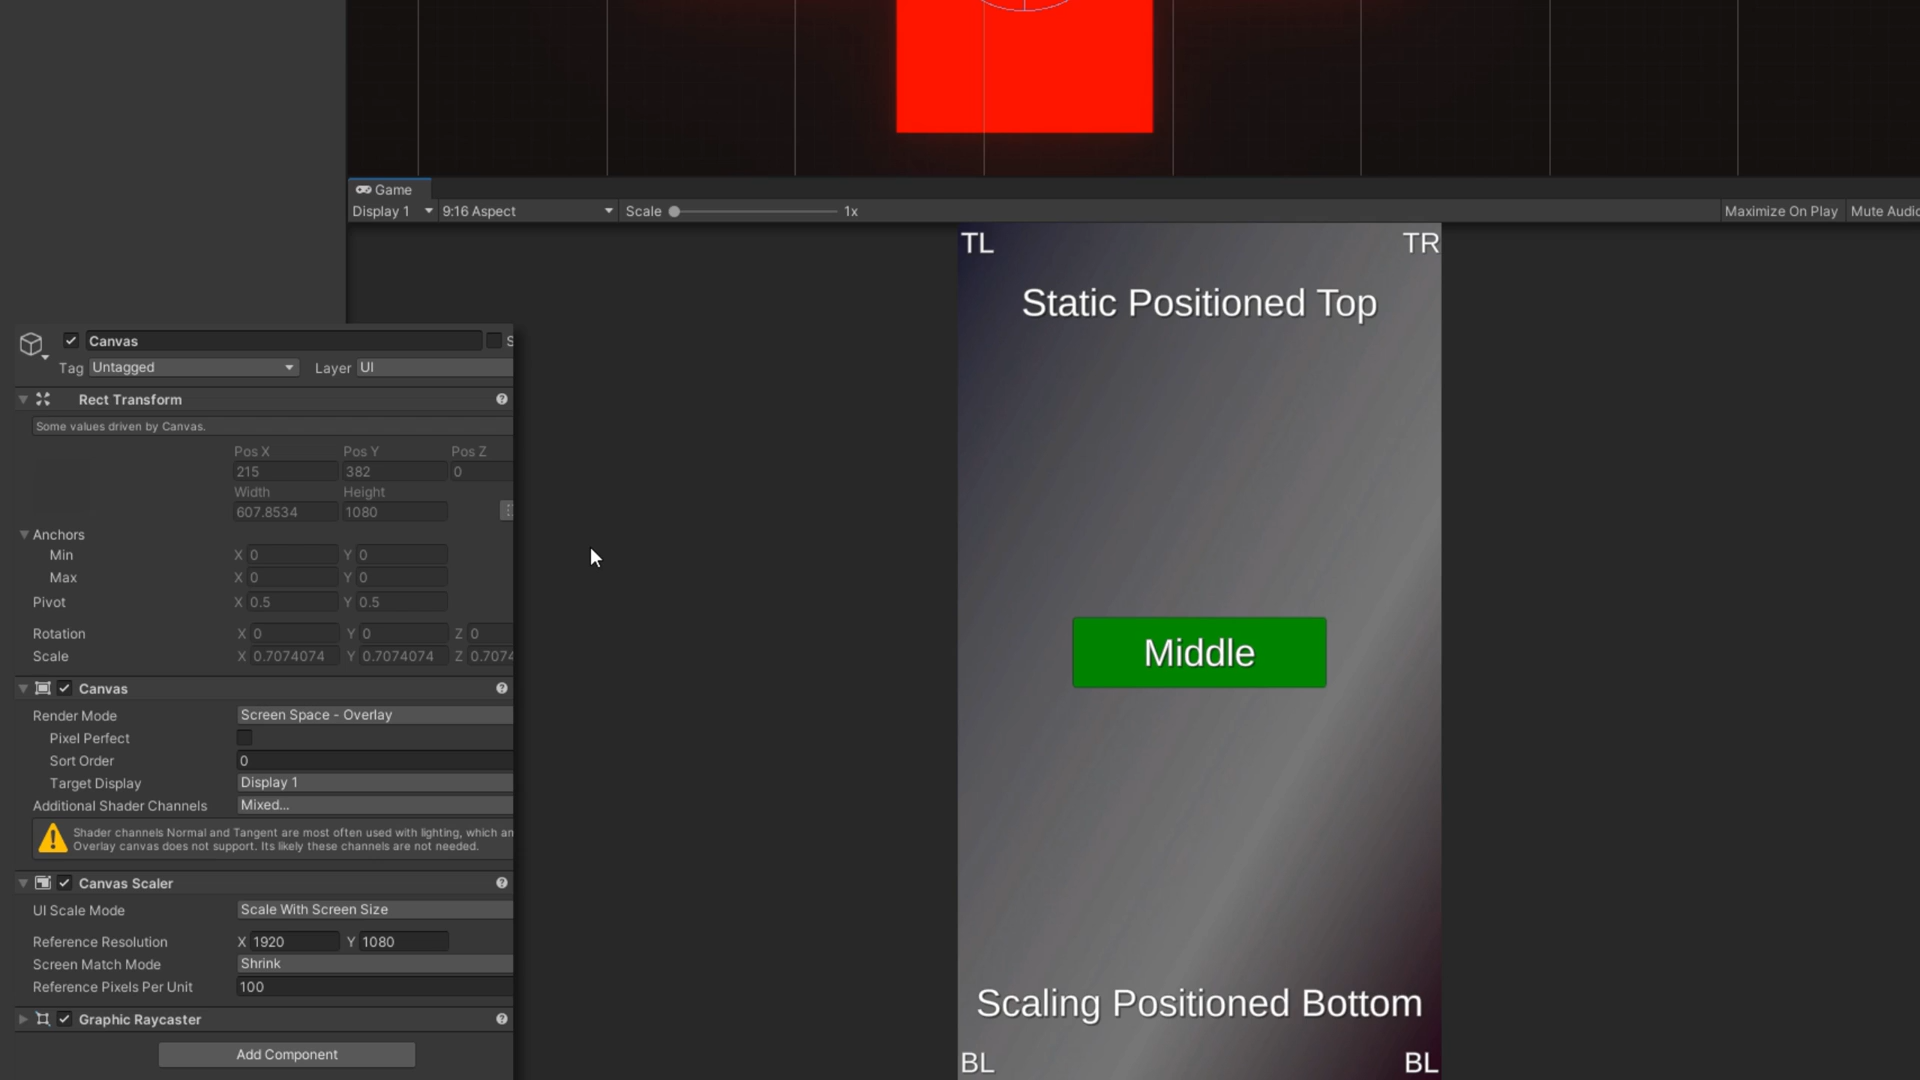 Game
Display 1 9:16 Aspect Scale 1x Maximize On Play Mute Audio
TL TR
Static Positioned Top
Middle
Scaling Positioned Bottom
BL BL
Canvas S
Tag Untagged Layer UI
Rect Transform
Some values driven by Canvas.
Pos X Pos Y Pos Z
215 382 0
Width Height
607.8534 1080
Anchors
Min X 0 Y 0
Max X 0 Y 0
Pivot X 0.5 Y 0.5
Rotation X 0 Y 0 Z 0
Scale X 0.7074074 Y 0.7074074 Z 0.7074
Canvas
Render Mode Screen Space - Overlay
Pixel Perfect
Sort Order 0
Target Display Display 1
Additional Shader Channels Mixed...
Shader channels Normal and Tangent are most often used with lighting, which an
Overlay canvas does not support. Its likely these channels are not needed.
Canvas Scaler
UI Scale Mode Scale With Screen Size
Reference Resolution X 1920 Y 1080
Screen Match Mode Shrink
Reference Pixels Per Unit 100
Graphic Raycaster
Add Component